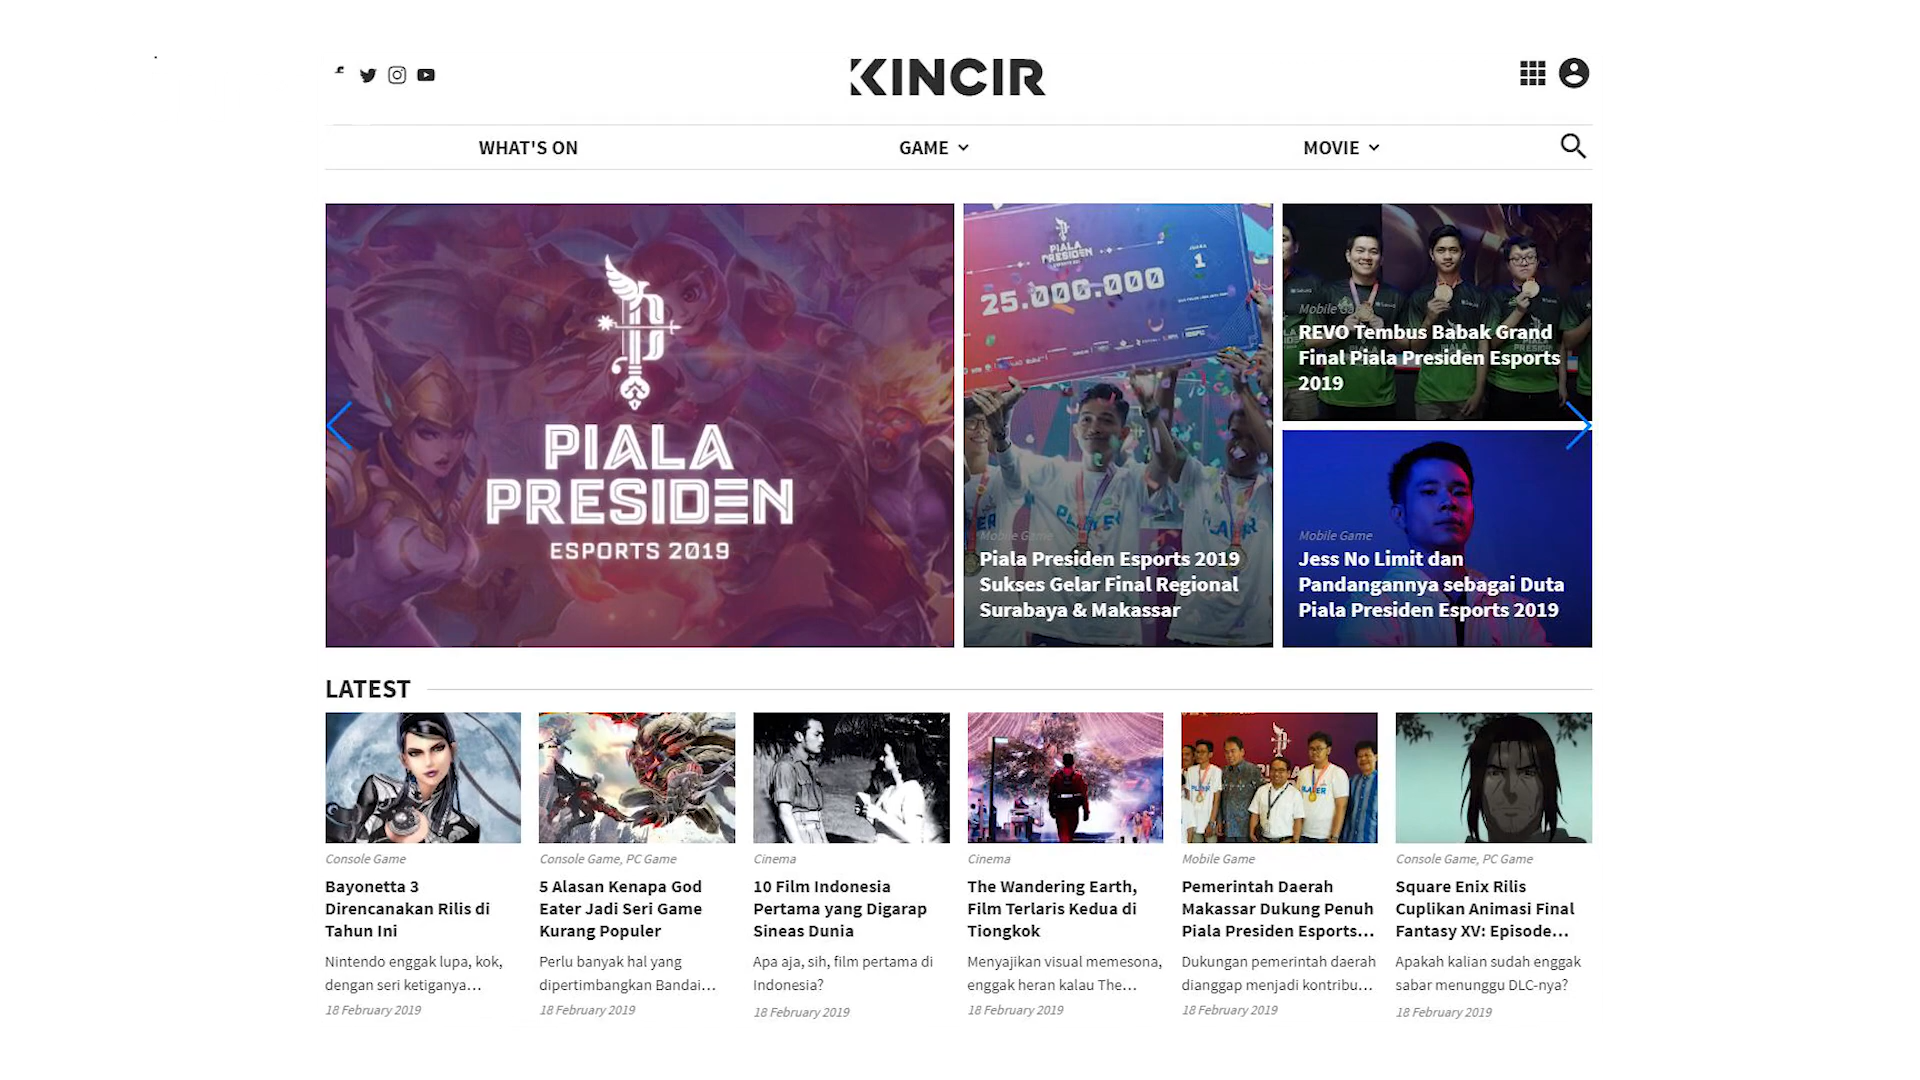 KINCIR
WHAT'S ON
GAME
MOVIE
PIALA
PRESIDEN
ESPORTS 2019
PIALA
PRESIDEN
JUARA
1
25.000.000
PLAYER
Mobile Game
Piala Presiden Esports 2019
Sukses Gelar Final Regional
Surabaya & Makassar
Mobile Game
REVO Tembus Babak Grand
Final Piala Presiden Esports
2019
Mobile Game
Jess No Limit dan
Pandangannya sebagai Duta
Piala Presiden Esports 2019
LATEST
Console Game
Bayonetta 3
Direncanakan Rilis di
Tahun Ini
Nintendo enggak lupa, kok,
dengan seri ketiganya...
18 February 2019
Console Game, PC Game
5 Alasan Kenapa God
Eater Jadi Seri Game
Kurang Populer
Perlu banyak hal yang
dipertimbangkan Bandai...
18 February 2019
Cinema
10 Film Indonesia
Pertama yang Digarap
Sineas Dunia
Apa aja, sih, film pertama di
Indonesia?
18 February 2019
Cinema
The Wandering Earth,
Film Terlaris Kedua di
Tiongkok
Menyajikan visual memesona,
enggak heran kalau The...
18 February 2019
Mobile Game
Pemerintah Daerah
Makassar Dukung Penuh
Piala Presiden Esports...
Dukungan pemerintah daerah
dianggap menjadi kontribu...
18 February 2019
Console Game, PC Game
Square Enix Rilis
Cuplikan Animasi Final
Fantasy XV: Episode...
Apakah kalian sudah enggak
sabar menunggu DLC-nya?
18 February 2019